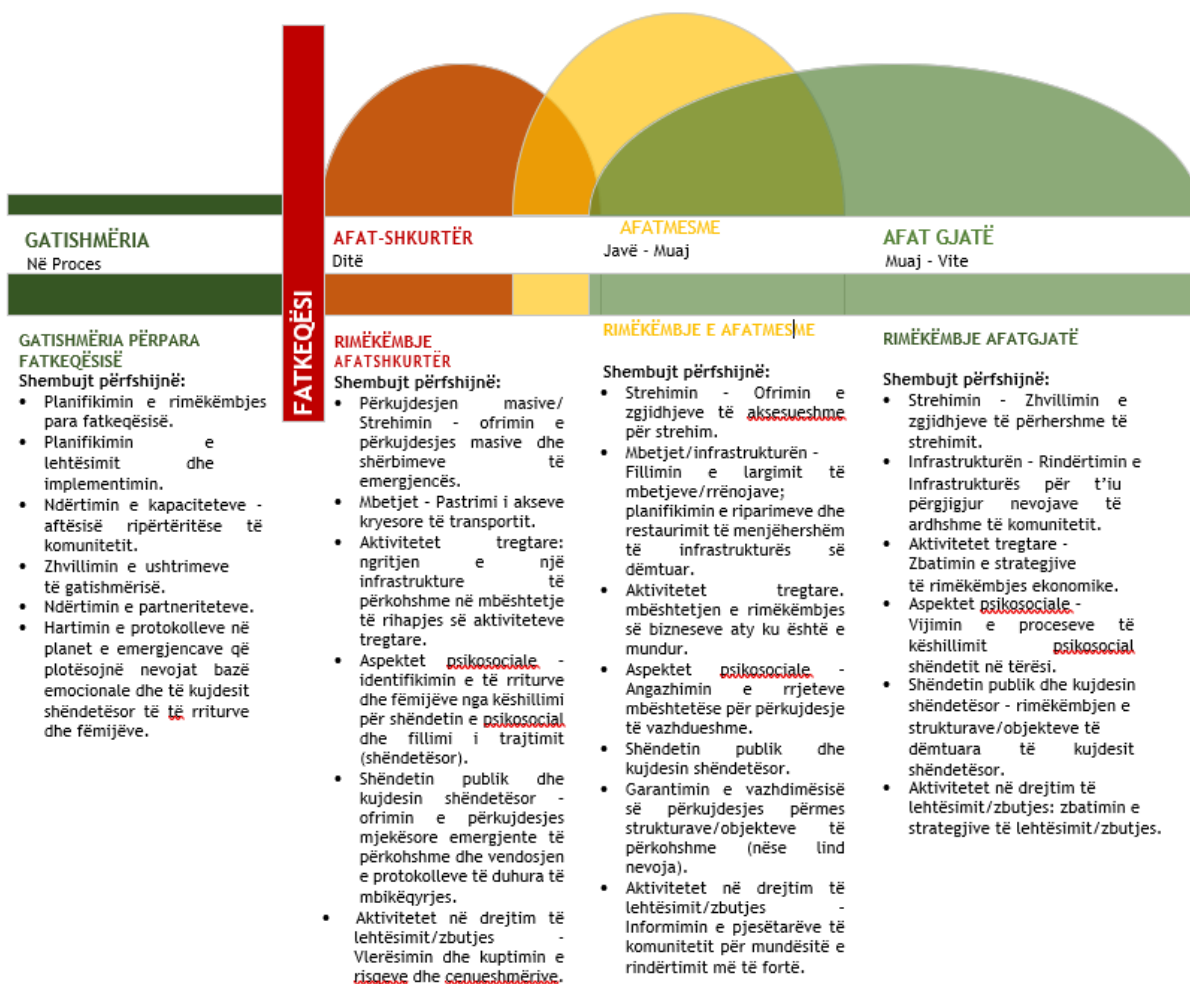 GATISHMËRIA
Në Proces
FATKEQËSI
AFAT-SHKURTËR
Ditë
AFATMESME
Javë - Muaj
AFAT GJATË
Muaj - Vite
GATISHMËRIA PËRPARA
FATKEQËSISË
Shembujt përfshijnë:
• Planifikimin e rimëkëmbjes
para fatkeqësisë.
• Planifikimin e
lehtësimit dhe
implementimin.
• Ndërtimin e kapaciteteve -
aftësisë ripërtëritëse të
komunitetit.
• Zhvillimin e ushtrimeve
të gatishmërisë.
• Ndërtimin e partneriteteve.
• Hartimin e protokolleve në
planet e emergjencave që
plotësojnë nevojat bazë
emocionale dhe të kujdesit
shëndetësor të të rriturve
dhe fëmijëve.
RIMËKËMBJE
AFATSHKURTËR
Shembujt përfshijnë:
• Përkujdesjen masive/
Strehimin - ofrimin e
përkujdesjes masive dhe
shërbimeve të
emergjencës.
• Mbetjet - Pastrimi i akseve
kryesore të transportit.
• Aktivitetet tregtare:
ngritjen e një
infrastrukture të
përkohshme në mbështetje
të rihapjes së aktiviteteve
tregtare.
• Aspektet psikosociale -
identifikimin e të rriturve
dhe fëmijëve nga këshillimi
për shëndetin e psikosocial
dhe fillimi i trajtimit
(shëndetësor).
• Shëndetin publik dhe
kujdesin shëndetësor -
ofrimin e përkujdesjes
mjekësore emergjente të
përkohshme dhe vendosjen
e protokolleve të duhura të
mbikëqyrjes.
• Aktivitetet në drejtim të
lehtësimit/zbutjes -
Vlerësimin dhe kuptimin e
risqeve dhe cenueshmërive.
RIMËKËMBJE E AFATMESME
Shembujt përfshijnë:
• Strehimin - Ofrimin e
zgjidhjeve të aksesueshme
për strehim.
• Mbetjet/infrastrukturën -
Fillimin e largimit të
mbetjeve/rrënojave;
planifikimin e riparimeve dhe
restaurimit të menjëhershëm
të infrastrukturës së
dëmtuar.
• Aktivitetet tregtare.
mbështetjen e rimëkëmbjes
së bizneseve aty ku është e
mundur.
• Aspektet psikosociale -
Angazhimin e rrjeteve
mbështetëse për përkujdesje
të vazhdueshme.
• Shëndetin publik dhe
kujdesin shëndetësor.
• Garantimin e vazhdimësisë
së përkujdesjes përmes
strukturave/objekteve të
përkohshme (nëse lind
nevoja).
• Aktivitetet në drejtim të
lehtësimit/zbutjes -
Informimin e pjesëtarëve të
komunitetit për mundësitë e
rindërtimit më të fortë.
RIMËKËMBJE AFATGJATË
Shembujt përfshijnë:
• Strehimin - Zhvillimin e
zgjidhjeve të përhershme të
strehimit.
• Infrastrukturën - Rindërtimin e
Infrastrukturës për t’iu
përgjigjur nevojave të
ardhshme të komunitetit.
• Aktivitetet tregtare -
Zbatimin e strategjive
të rimëkëmbjes ekonomike.
• Aspektet psikosociale -
Vijimin e proceseve të
këshillimit psikosocial
shëndetit në tërësi.
• Shëndetin publik dhe kujdesin
shëndetësor - rimëkëmbjen e
strukturave/objekteve të
dëmtuara të kujdesit
shëndetësor.
• Aktivitetet në drejtim të
lehtësimit/zbutjes: zbatimin e
strategjive të lehtësimit/zbutjes.